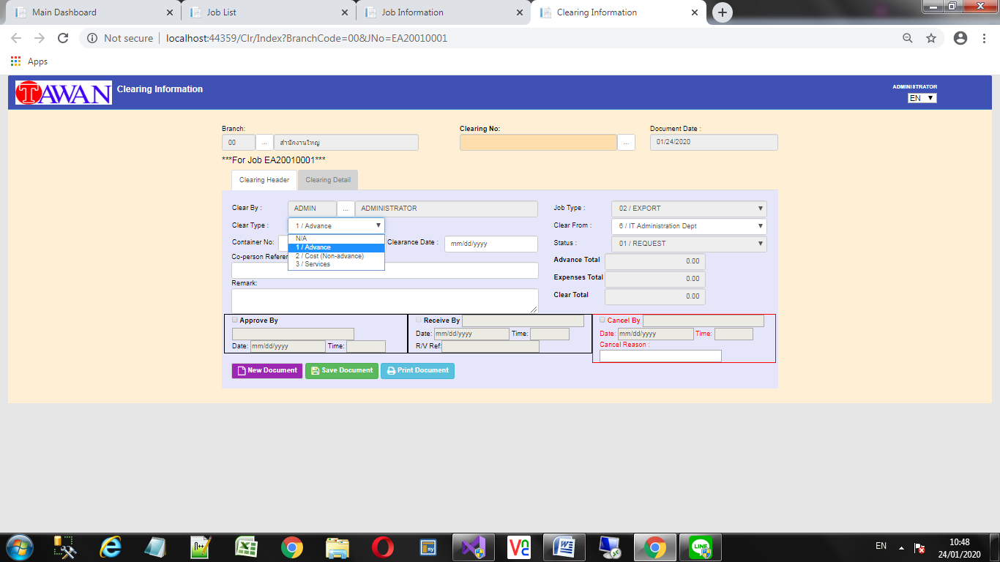 Main Dashboard
Job List
Job Information
Clearing Information
Not secure
localhost:44359/Clr/Index?BranchCode=00&JNo=EA20010001
Apps
TAWAN
Clearing Information
ADMINISTRATOR
EN
Branch:
Clearing No:
Document Date :
00
...
สำนักงานใหญ่
...
01/24/2020
***For Job EA20010001***
Clearing Header
Clearing Detail
Clear By :
ADMIN
...
ADMINISTRATOR
Job Type :
02 / EXPORT
Clear Type :
1 / Advance
Clear From :
6 / IT Administration Dept
N/A
1 / Advance
2 / Cost (Non-advance)
3 / Services
Container No:
Clearance Date :
mm/dd/yyyy
Status :
01 / REQUEST
Co-person Referen
Advance Total
0.00
Expenses Total
0.00
Remark:
Clear Total
0.00
Approve By
Date:
mm/dd/yyyy
Time:
Receive By
Date:
mm/dd/yyyy
Time:
R/V Ref:
Cancel By
Date:
mm/dd/yyyy
Time:
Cancel Reason :
New Document
Save Document
Print Document
EN
10:48
24/01/2020